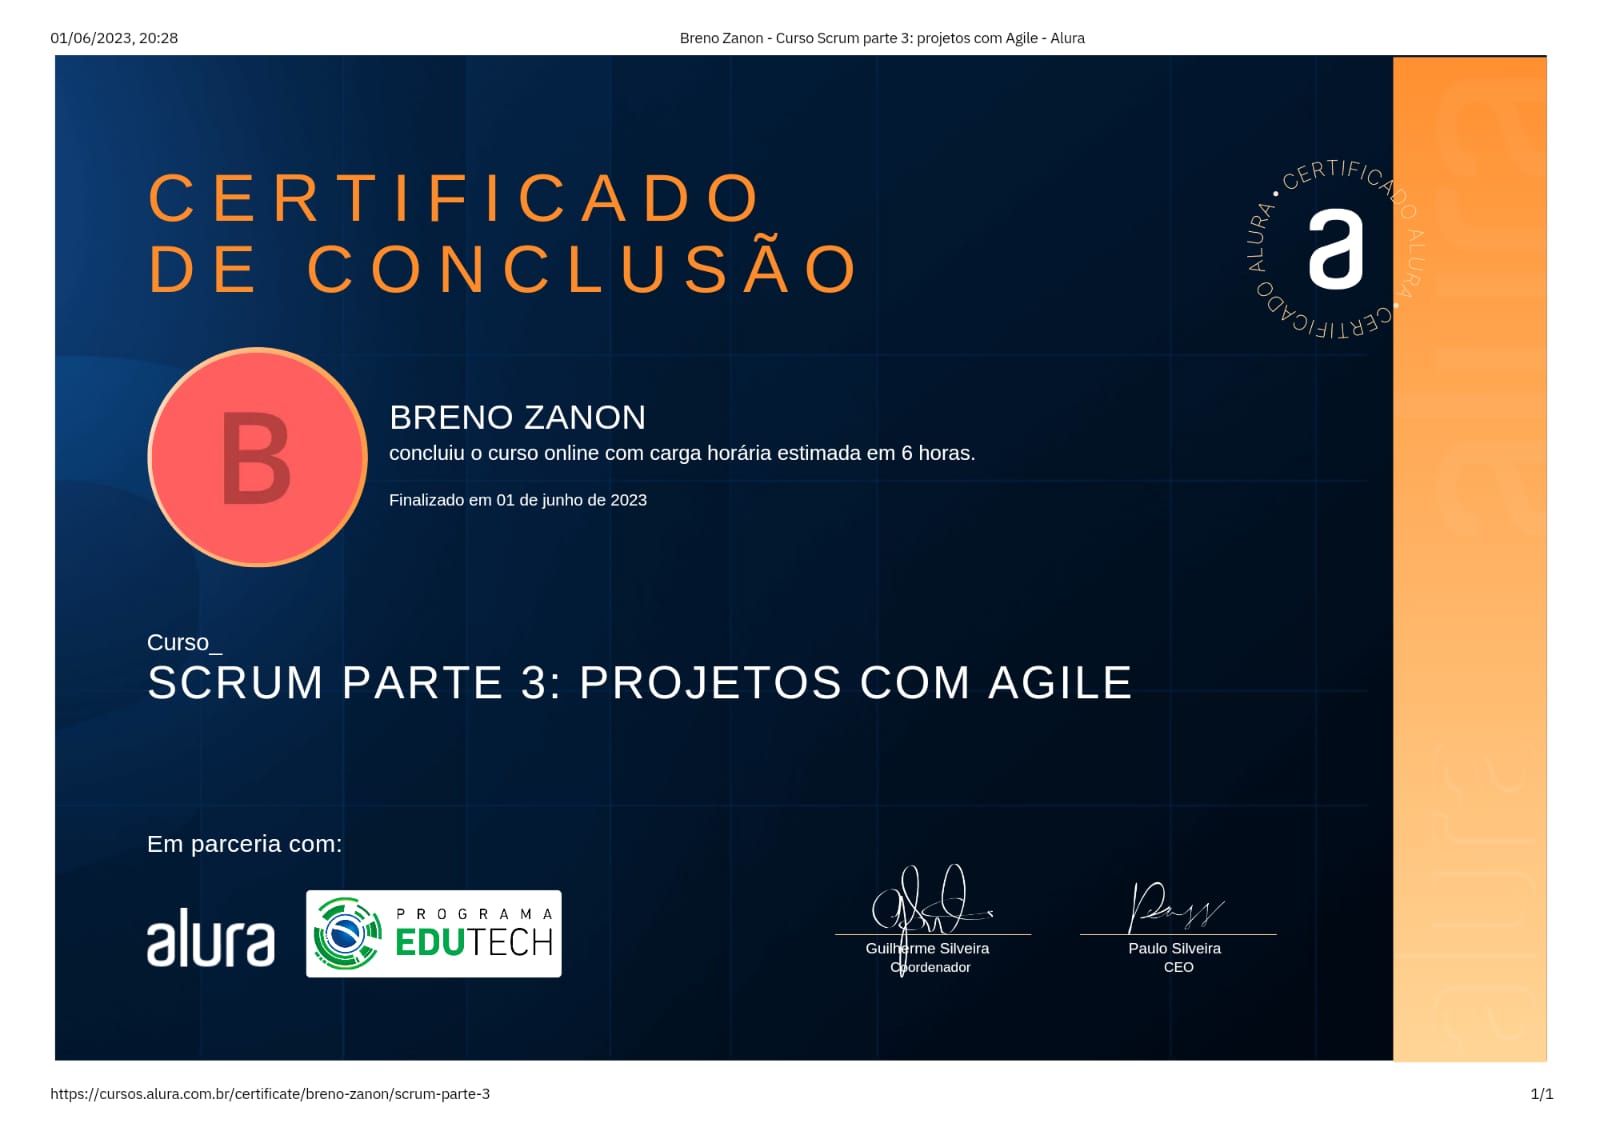 01/06/2023, 20:28
Breno Zanon - Curso Scrum parte 3: projetos com Agile - Alura
CERTIFICADO
DE CONCLUSÃO
• CERTIFICADO ALURA • CERTIFICADO ALURA
a
B
BRENO ZANON
concluiu o curso online com carga horária estimada em 6 horas.
Finalizado em 01 de junho de 2023
Curso_
SCRUM PARTE 3: PROJETOS COM AGILE
Em parceria com:
alura
PROGRAMA
EDUTECH
Guilherme Silveira
Coordenador
Paulo Silveira
CEO
alura
alura
https://cursos.alura.com.br/certificate/breno-zanon/scrum-parte-3
1/1